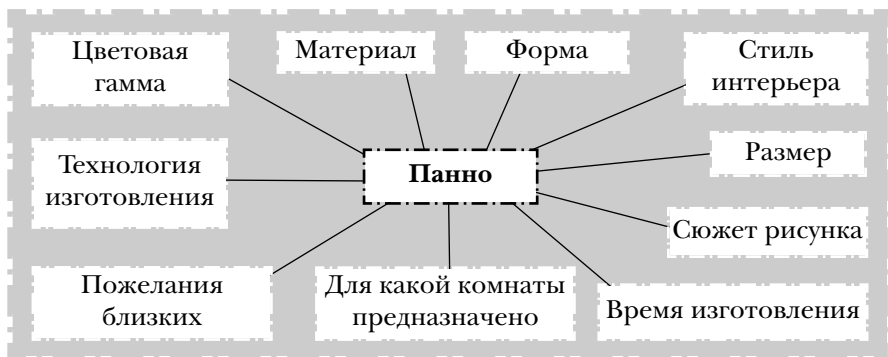 Цветовая
гамма
Материал
Форма
Стиль
интерьера
Технология
изготовления
Панно
Размер
Сюжет рисунка
Пожелания
близких
Для какой комнаты
предназначено
Время изготовления